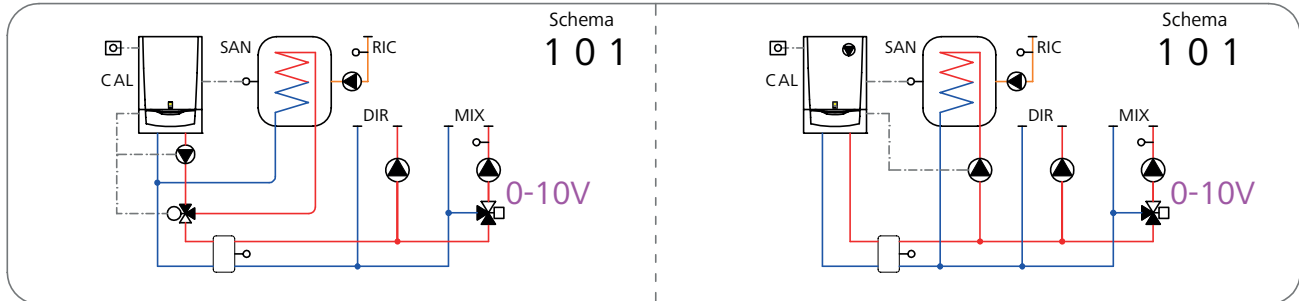 Schema
1 0 1
SAN
RIC
CAL
DIR
MIX
0-10V
Schema
1 0 1
SAN
RIC
CAL
DIR
MIX
0-10V